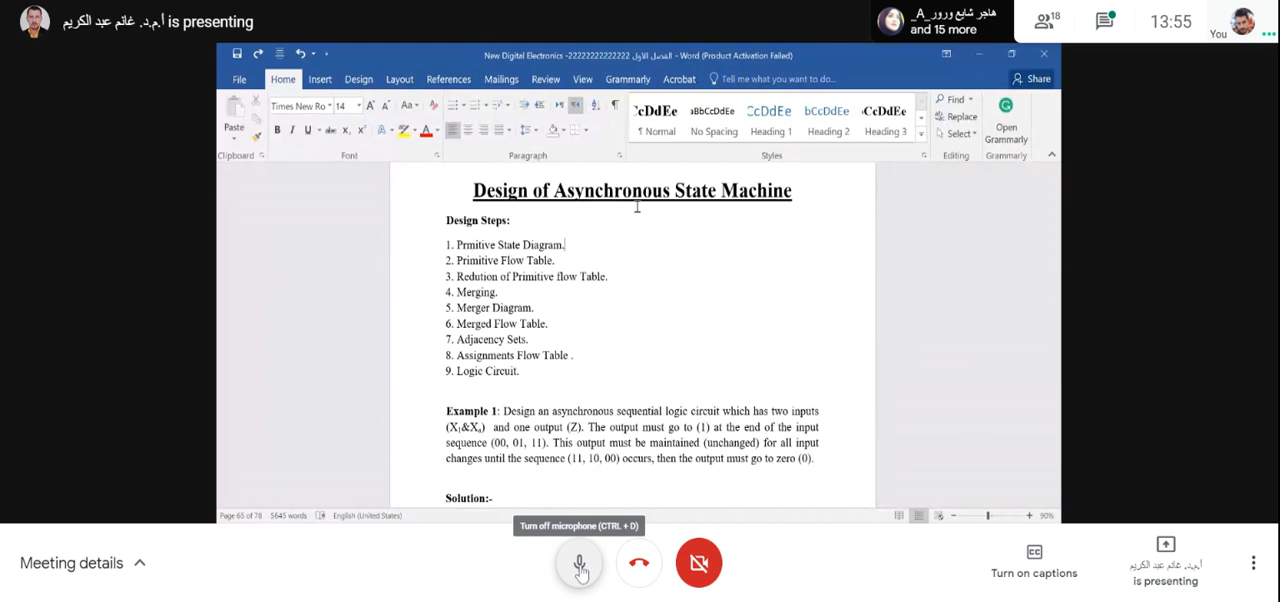 أ.م.د. غانم عبد الكريم is presenting
هاجر شايع ورور _A_
and 15 more
18
13:55
You
New Digital Electronics -22222222222222 الفصل الاول - Word (Product Activation Failed)
File Home Insert Design Layout References Mailings Review View Grammarly Acrobat Tell me what you want to do... Share
Paste
Clipboard
Times New Ro 14
Font
Paragraph
¶ Normal No Spacing Heading 1 Heading 2 Heading 3
Styles
Find
Replace
Select
Editing
Open
Grammarly
Grammarly
Design of Asynchronous State Machine
Design Steps:
1. Prmitive State Diagram.
2. Primitive Flow Table.
3. Redution of Primitive flow Table.
4. Merging.
5. Merger Diagram.
6. Merged Flow Table.
7. Adjacency Sets.
8. Assignments Flow Table .
9. Logic Circuit.
Example 1: Design an asynchronous sequential logic circuit which has two inputs
and one output (Z). The output must go to (1) at the end of the input
sequence (00, 01, 11). This output must be maintained (unchanged) for all input
changes until the sequence (11, 10, 00) occurs, then the output must go to zero (0).
Solution:-
Page 65 of 78 5645 words English (United States)
90%
Turn off microphone (CTRL + D)
Meeting details
Turn on captions
أ.م.د. غانم عبد الكريم
is presenting